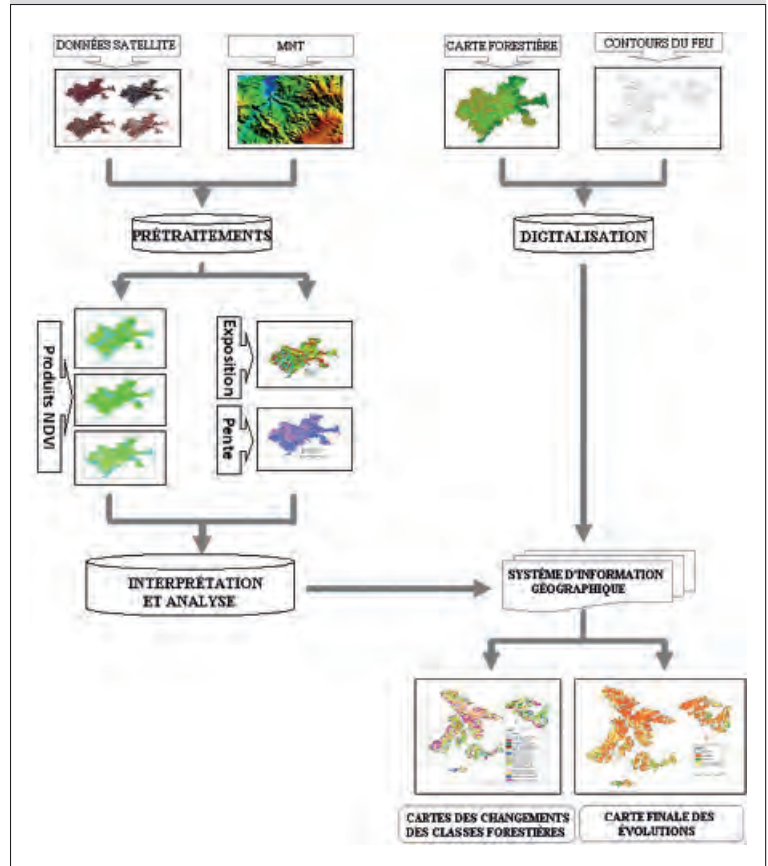 DONNÉES SATELLITE
MNT
CARTE FORESTIÈRE
CONTOURS DU FEU
PRÉTRAITEMENTS
DIGITALISATION
Produits NDVI
Exposition
Pente
INTERPRÉTATION
ET ANALYSE
SYSTÉME D'INFORMATION
GÉOGRAPHIQUE
CARTES DES CHANGEMENTS
DES CLASSES FORESTIÈRES
CARTE FINALE DES
ÉVOLUTIONS